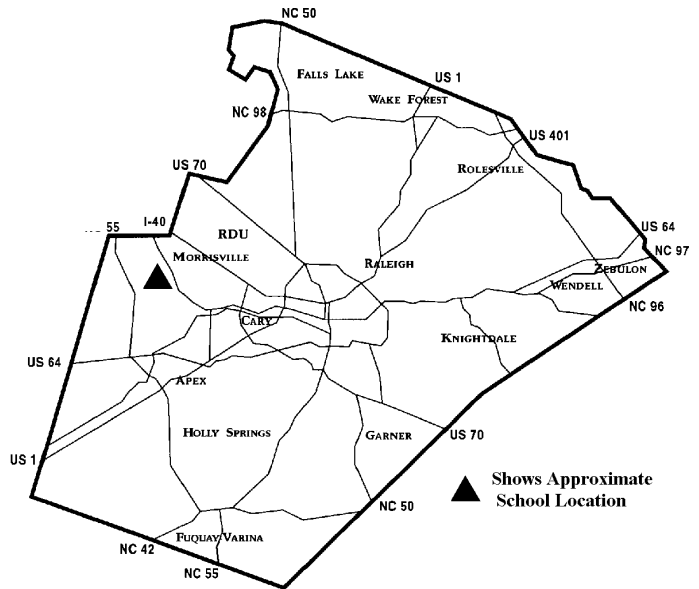 NC 50
FALLS LAKE
US 1
WAKE FOREST
NC 98
US 401
US 70
ROLESVILLE
55
I-40
RDU
US 64
MORRISVILLE
RALEIGH
NC 97
ZEBULON
WENDELL
NC 96
CARY
KNIGHTDALE
US 64
APEX
HOLLY SPRINGS
GARNER
US 70
US 1
Shows Approximate
School Location
NC 50
FUQUAY VARINA
NC 42
NC 55